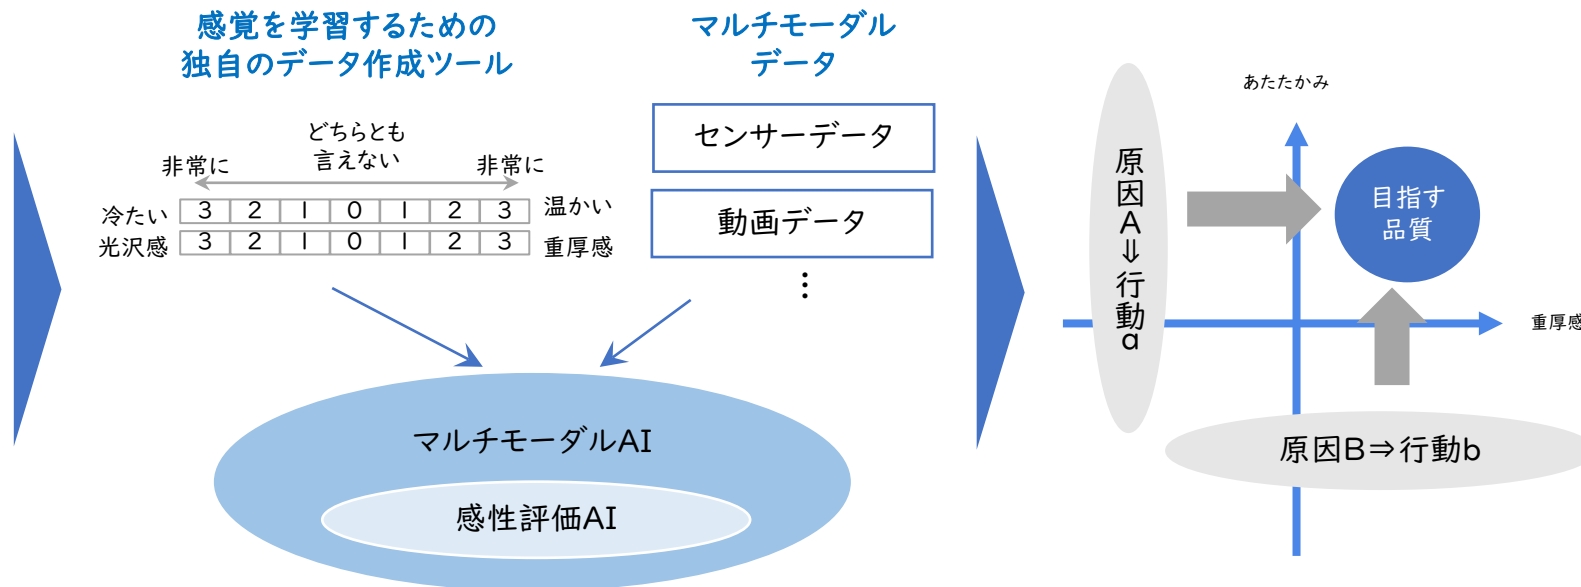 感覚を学習するための
独自のデータ作成ツール
どちらとも
言えない
非常に
非常に
冷たい 3 2 1 0 1 2 3 温かい
光沢感 3 2 1 0 1 2 3 重厚感
マルチモーダル
データ
センサーデータ
動画データ
⋮
マルチモーダルAI
感性評価AI
あたたかみ
原因A⇒行動a
目指す
品質
重厚感
原因B⇒行動b